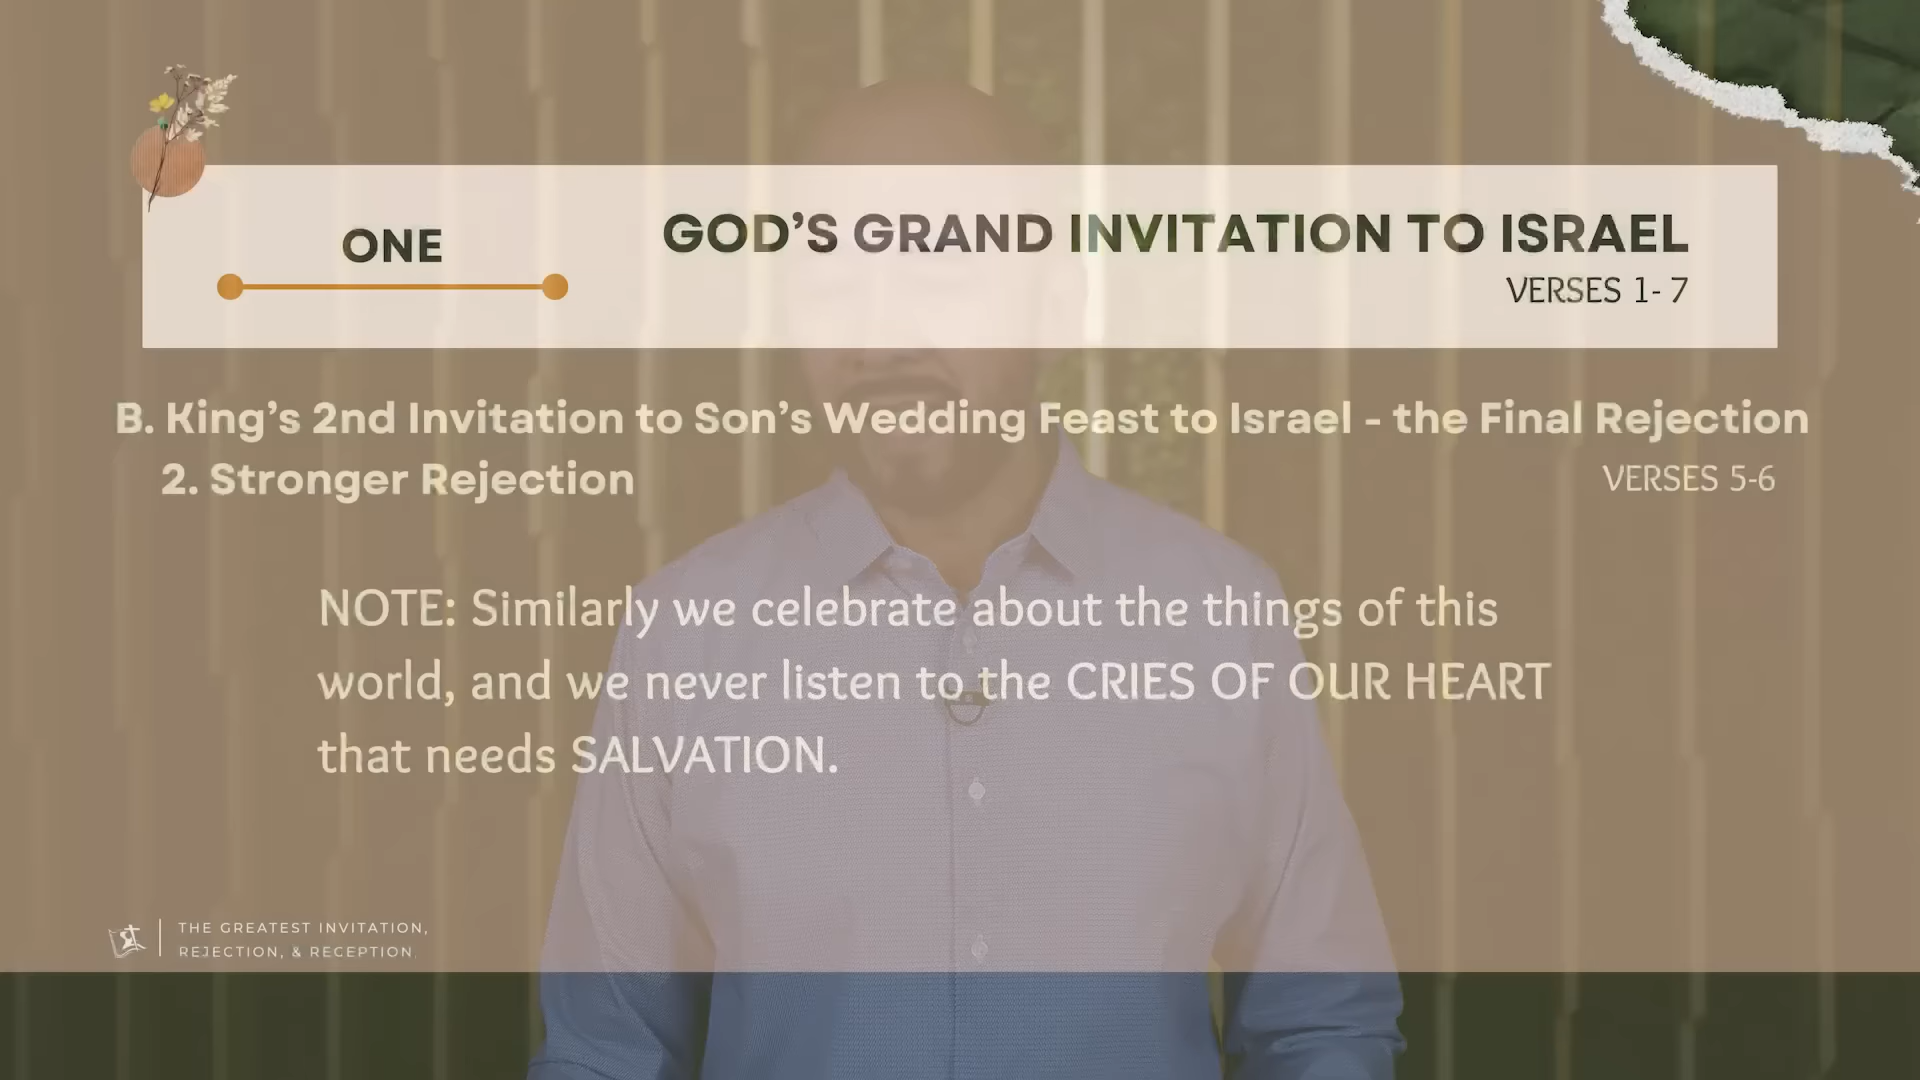 ONE
GOD’S GRAND INVITATION TO ISRAEL
VERSES 1- 7
B. King’s 2nd Invitation to Son’s Wedding Feast to Israel - the Final Rejection
2. Stronger Rejection
VERSES 5-6
NOTE: Similarly we celebrate about the things of this
world, and we never listen to the CRIES OF OUR HEART
that needs SALVATION.
THE GREATEST INVITATION,
REJECTION, & RECEPTION.